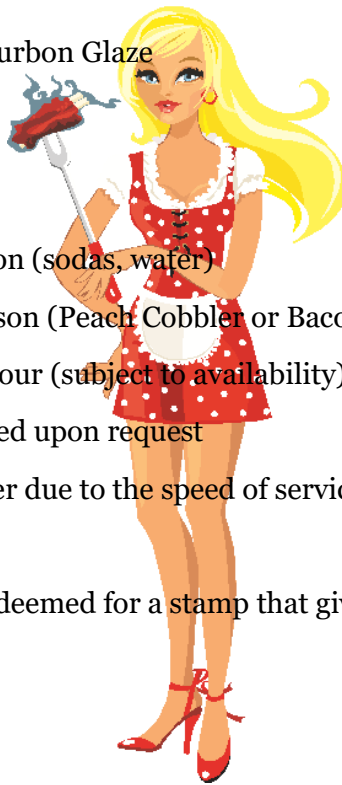 urbon Glaze
on (sodas, water)
son (Peach Cobbler or Baco
our (subject to availability)
ed upon request
er due to the speed of servic
deemed for a stamp that giv